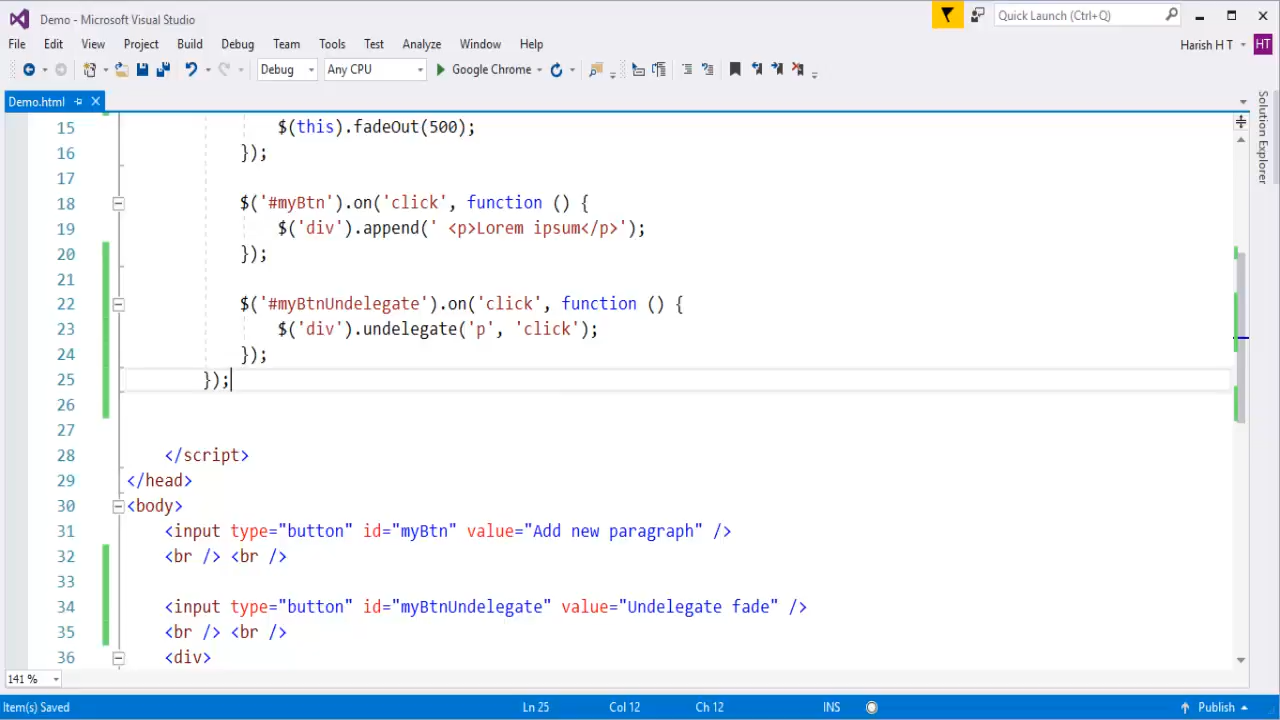 Demo - Microsoft Visual Studio
Quick Launch (Ctrl+Q)
File Edit View Project Build Debug Team Tools Test Analyze Window Help
Harish H T HT
Debug Any CPU Google Chrome
Demo.html
Solution Explorer
15 $(this).fadeOut(500);
16 });
17
18 $('#myBtn').on('click', function () {
19 $('div').append(' <p>Lorem ipsum</p>');
20 });
21
22 $('#myBtnUndelegate').on('click', function () {
23 $('div').undelegate('p', 'click');
24 });
25 });
26
27
28 </script>
29 </head>
30 <body>
31 <input type="button" id="myBtn" value="Add new paragraph" />
32 <br /> <br />
33
34 <input type="button" id="myBtnUndelegate" value="Undelegate fade" />
35 <br /> <br />
36 <div>
141 %
Item(s) Saved Ln 25 Col 12 Ch 12 INS Publish